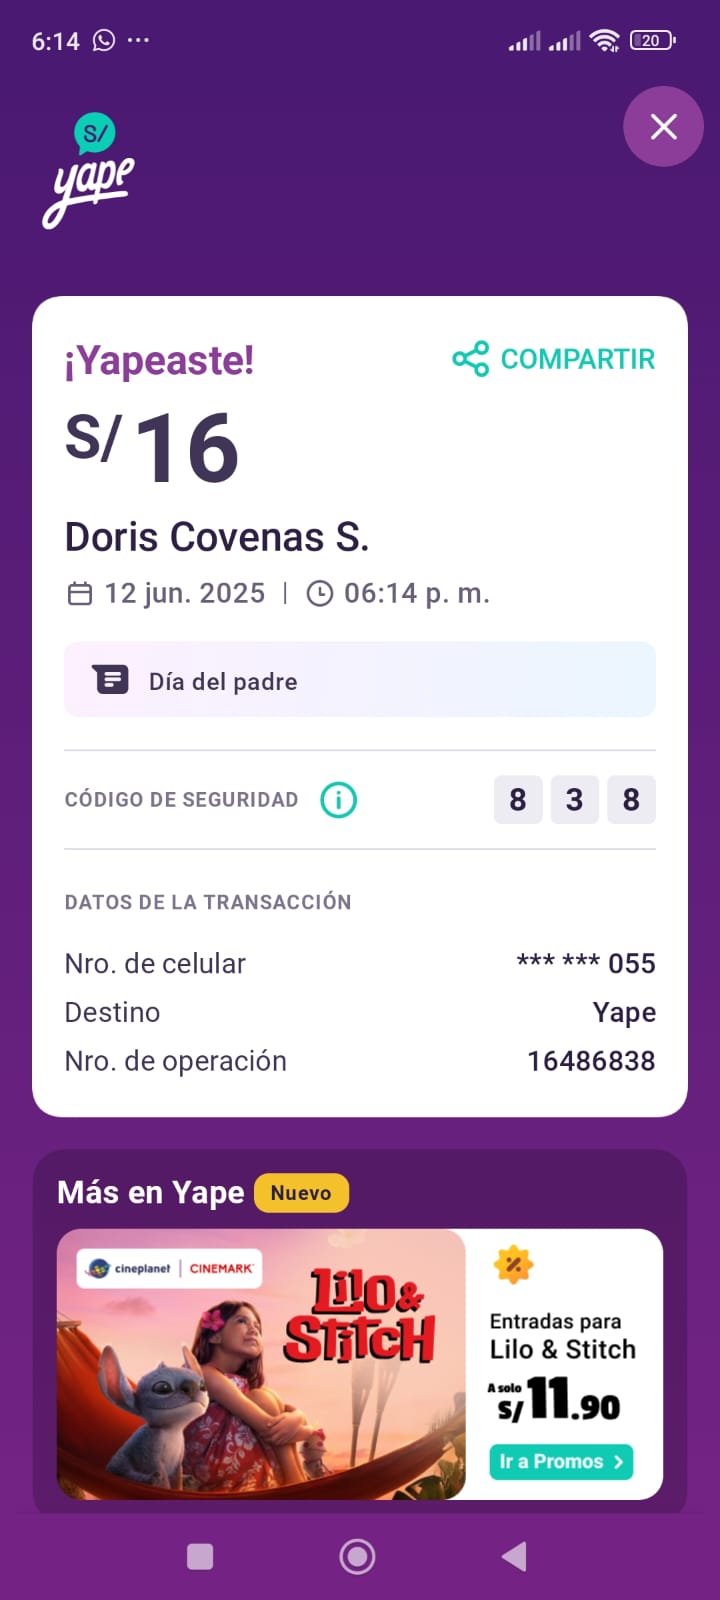 6:14
20
S/
yape
¡Yapeaste!
COMPARTIR
S/ 16
Doris Covenas S.
12 jun. 2025 | 06:14 p. m.
Día del padre
CÓDIGO DE SEGURIDAD
8 3 8
DATOS DE LA TRANSACCIÓN
Nro. de celular *** *** 055
Destino Yape
Nro. de operación 16486838
Más en Yape Nuevo
cineplanet | CINEMARK
Lilo & Stitch
Entradas para
Lilo & Stitch
A solo
S/ 11.90
Ir a Promos